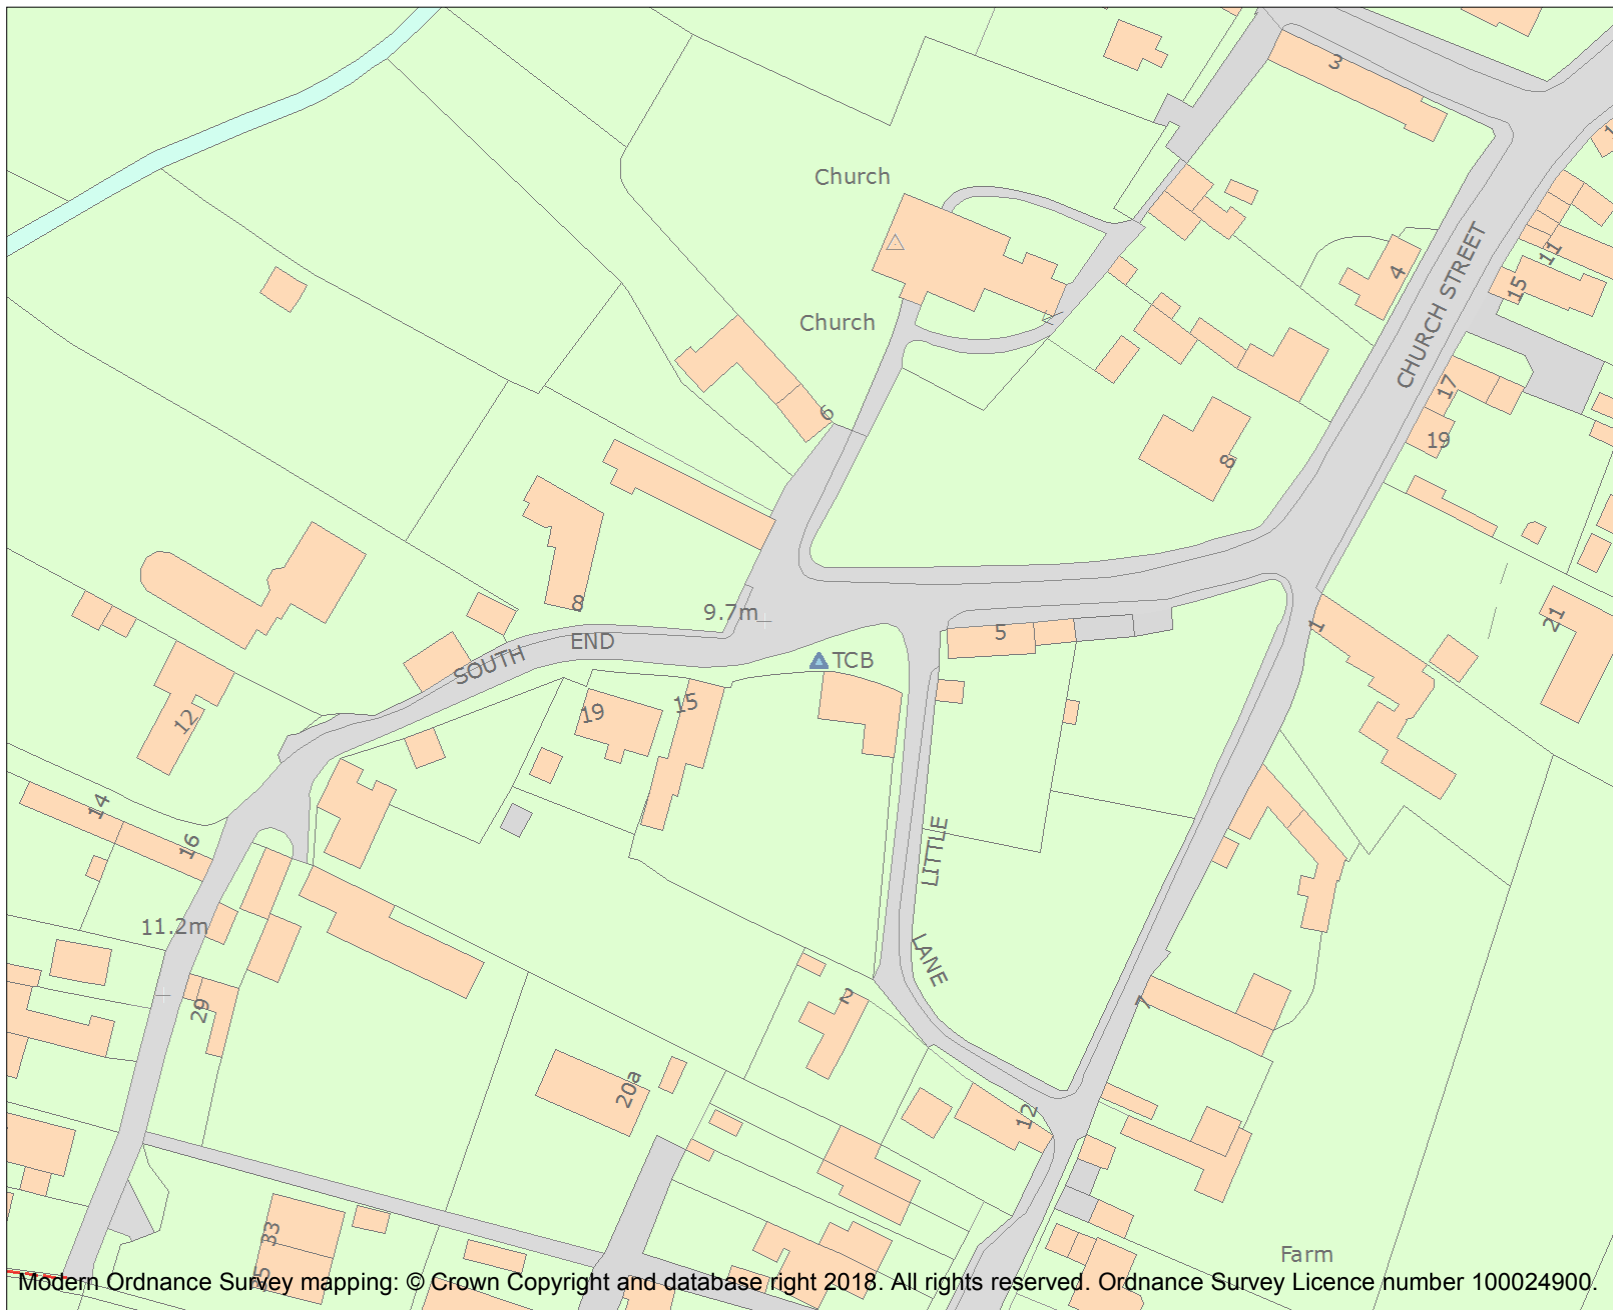 3
Church
CHURCH STREET
4
11
15
Church
17
6
19
8
8
9.7m
END
SOUTH
TCB
5
1
21
15
19
12
14
16
LITTLE
LANE
11.2m
29
2
7
20a
12
33
Farm
Modern Ordnance Survey mapping: © Crown Copyright and database right 2018. All rights reserved. Ordnance Survey Licence number 100024900.